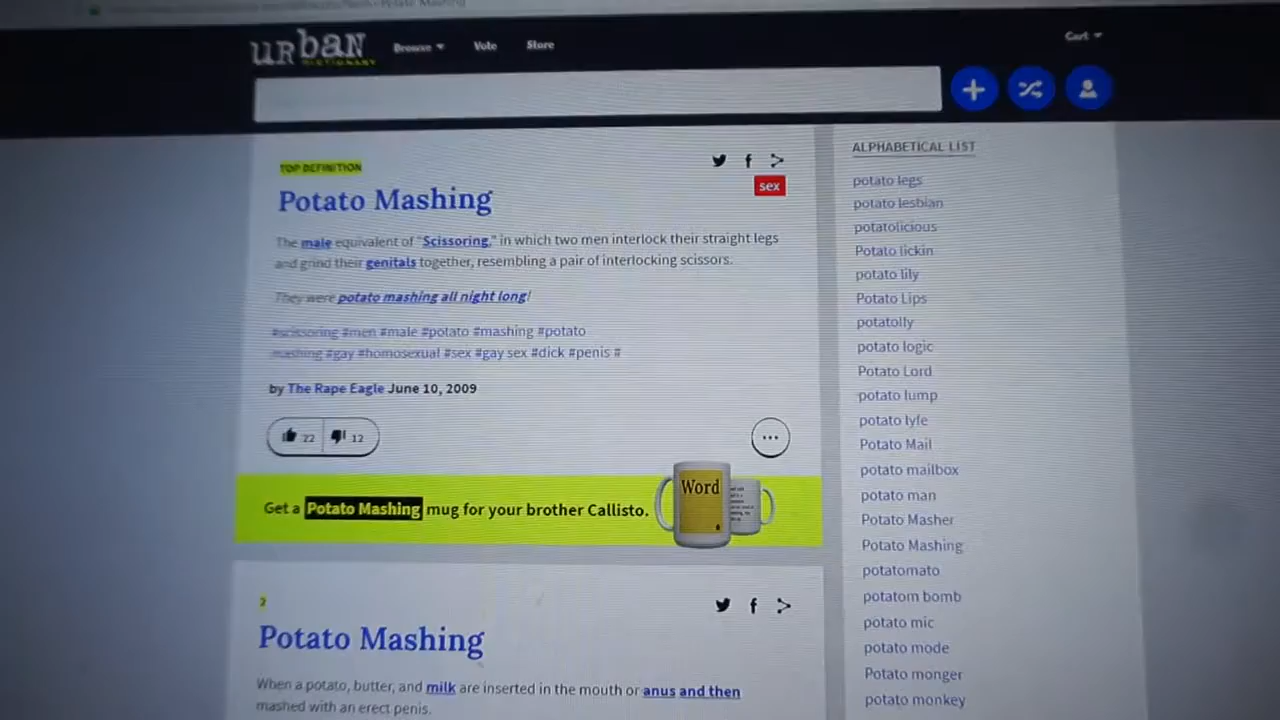 urban
DICTIONARY
Browse
Vote
Store
Cart
TOP DEFINITION
Potato Mashing
sex
The male equivalent of "Scissoring," in which two men interlock their straight legs
and grind their genitals together, resembling a pair of interlocking scissors.
They were potato mashing all night long!
#scissoring #men #male #potato #mashing #potato
mashing #gay #homosexual #sex #gay sex #dick #penis #
by The Rape Eagle June 10, 2009
22
12
...
Get a Potato Mashing mug for your brother Callisto.
Word
2
Potato Mashing
When a potato, butter, and milk are inserted in the mouth or anus and then
mashed with an erect penis.
ALPHABETICAL LIST
potato legs
potato lesbian
potatolicious
Potato lickin
potato lily
Potato Lips
potatolly
potato logic
Potato Lord
potato lump
potato lyfe
Potato Mail
potato mailbox
potato man
Potato Masher
Potato Mashing
potatomato
potatom bomb
potato mic
potato mode
Potato monger
potato monkey